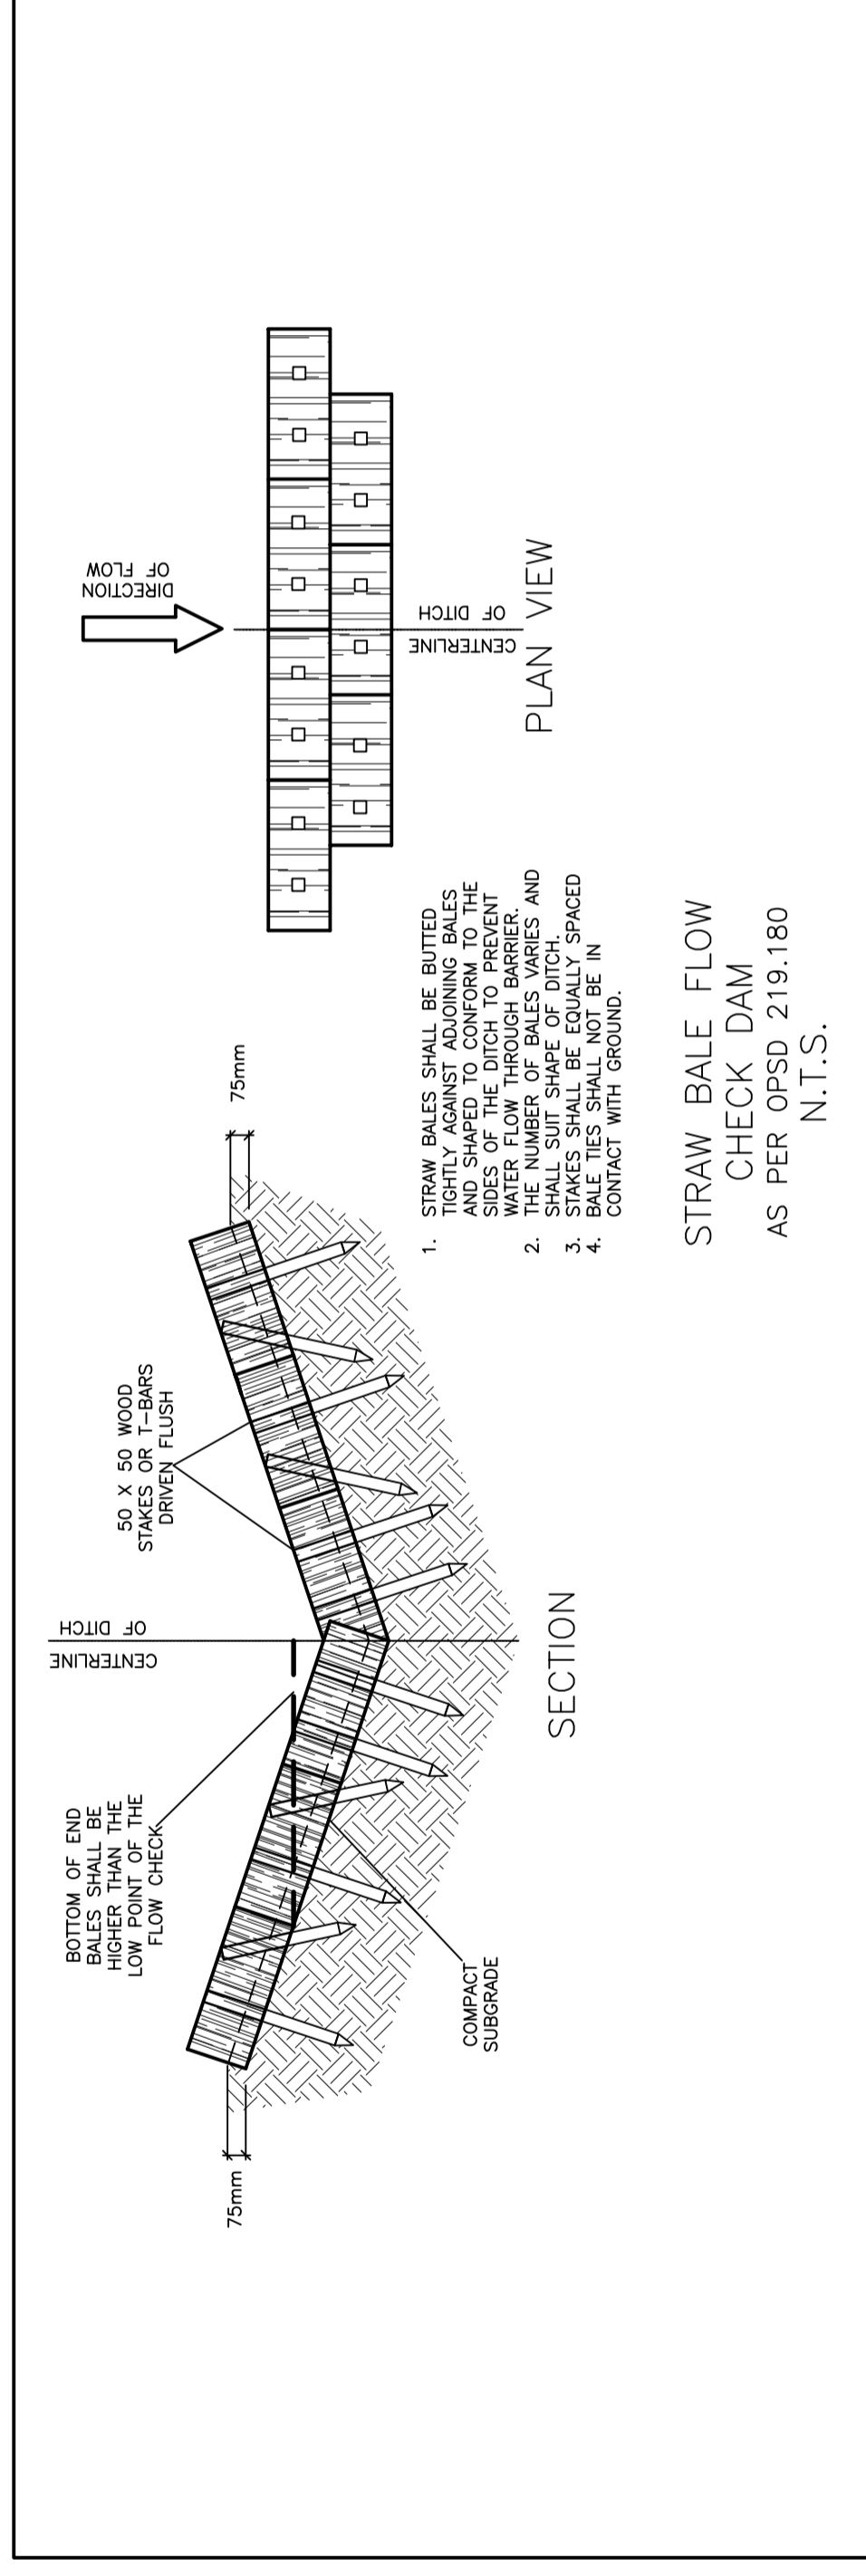 75mm
BOTTOM OF END
BALES SHALL BE
HIGHER THAN THE
LOW POINT OF THE
FLOW CHECK
CENTERLINE
OF DITCH
50 X 50 WOOD
STAKES OR T-BARS
DRIVEN FLUSH
75mm
COMPACT
SUBGRADE
SECTION
DIRECTION
OF FLOW
CENTERLINE
OF DITCH
PLAN VIEW
1. STRAW BALES SHALL BE BUTTED
TIGHTLY AGAINST ADJOINING BALES
AND SHAPED TO CONFORM TO THE
SIDES OF THE DITCH TO PREVENT
WATER FLOW THROUGH BARRIER.
2. THE NUMBER OF BALES VARIES AND
SHALL SUIT SHAPE OF DITCH.
3. STAKES SHALL BE EQUALLY SPACED
4. BALE TIES SHALL NOT BE IN
CONTACT WITH GROUND.
STRAW BALE FLOW
CHECK DAM
AS PER OPSD 219.180
N.T.S.